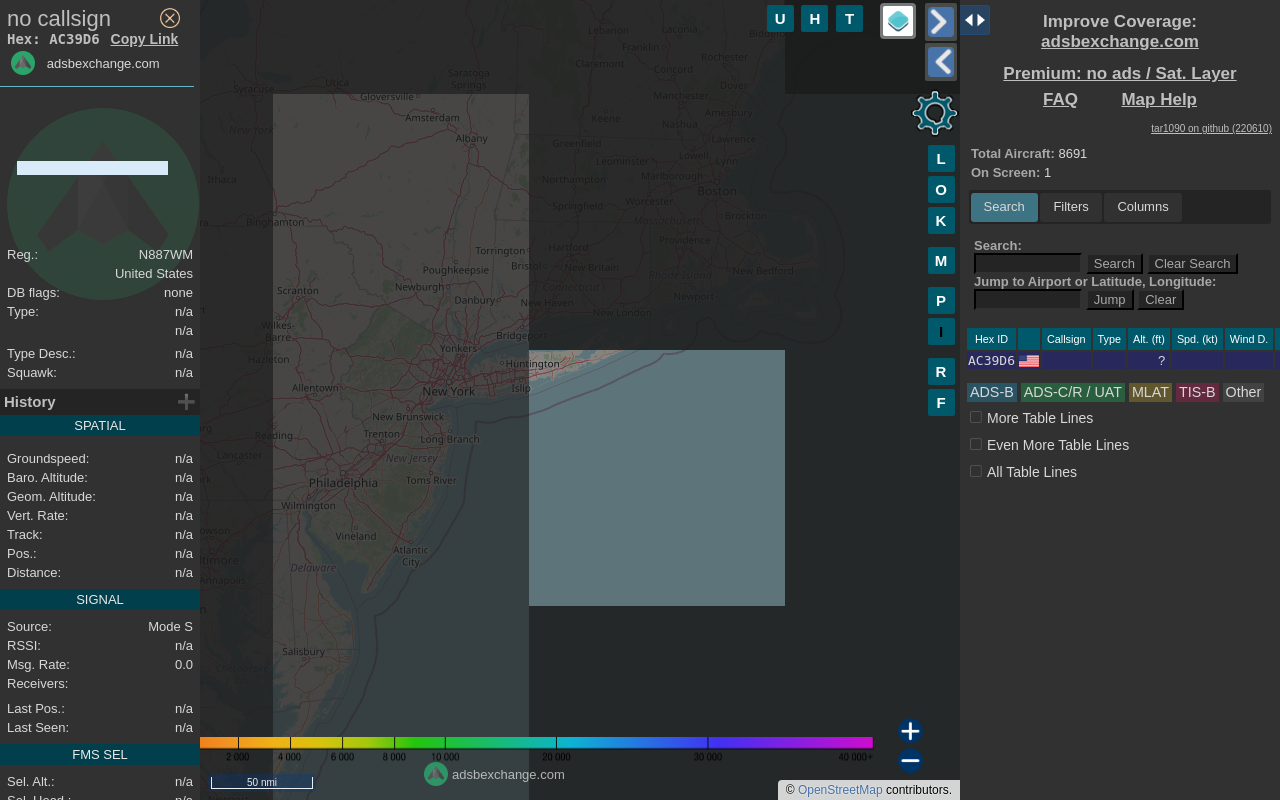 no callsign
Hex: AC39D6 Copy Link
adsbexchange.com
Reg.: N887WM
United States
DB flags: none
Type: n/a
n/a
Type Desc.: n/a
Squawk: n/a
History
SPATIAL
Groundspeed: n/a
Baro. Altitude: n/a
Geom. Altitude: n/a
Vert. Rate: n/a
Track: n/a
Pos.: n/a
Distance: n/a
SIGNAL
Source: Mode S
RSSI: n/a
Msg. Rate: 0.0
Receivers:
Last Pos.: n/a
Last Seen: n/a
FMS SEL
Sel. Alt.: n/a
U H T
L
O
K
M
P
I
R
F
Lebanon
Laconia
Franklin
Claremont
Concord
Rochester
Dover
Manchester
Keene
Amesbury
Nashua
Lawrence
Syracuse
Utica
Saratoga
Springs
Gloversville
Amsterdam
Albany
New York
Greenfield
Leominster
Lowell
Lynn
Ithaca
Northampton
Marlborough
Boston
Worcester
Springfield
Massachusetts
Brockton
Binghamton
Torrington
Hartford
Providence
New Britain
Poughkeepsie
Rhode Island
New Bedford
Scranton
Newburgh
Danbury
Connecticut
New Haven
Newport
New London
Wilkes-
Barre
Bridgeport
Hazleton
Yonkers
Huntington
Allentown
New York
Islip
New Brunswick
Reading
Trenton
Long Branch
Lancaster
New Jersey
Philadelphia
Toms River
Wilmington
Vineland
Atlantic
City
Annapolis
Delaware
Salisbury
2 000 4 000 6 000 8 000 10 000 20 000 30 000 40 000+
50 nmi
adsbexchange.com
© OpenStreetMap contributors.
Improve Coverage:
adsbexchange.com
Premium: no ads / Sat. Layer
FAQ Map Help
tar1090 on github (220610)
Total Aircraft: 8691
On Screen: 1
Search Filters Columns
Search:
Search Clear Search
Jump to Airport or Latitude, Longitude:
Jump Clear
Hex ID Callsign Type Alt. (ft) Spd. (kt) Wind D.
AC39D6 ?
ADS-B ADS-C/R / UAT MLAT TIS-B Other
More Table Lines
Even More Table Lines
All Table Lines